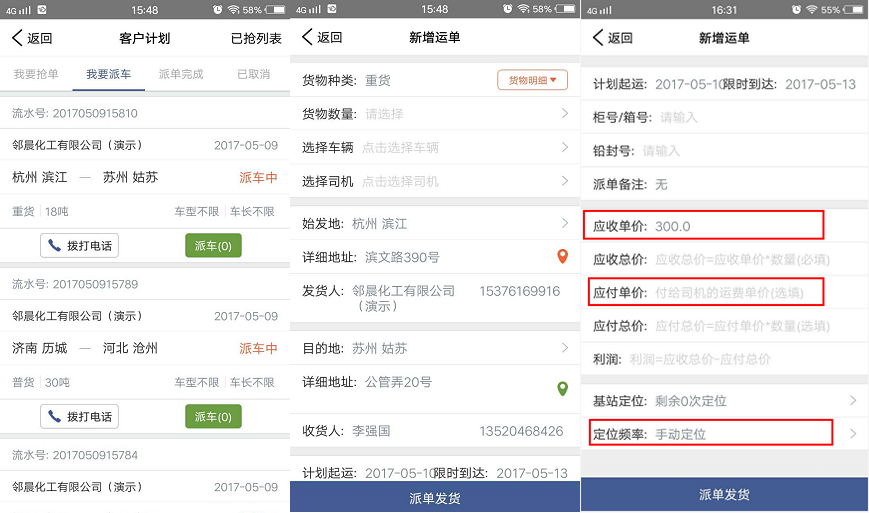 4G 15:48 58%
返回 客户计划 已抢列表
我要抢单 我要派车 派单完成 已取消
流水号: 2017050915810
邻晨化工有限公司（演示） 2017-05-09
杭州 滨江 — 苏州 姑苏 派车中
重货 18吨 车型不限 车长不限
拨打电话 派车(0)
流水号: 2017050915789
邻晨化工有限公司（演示） 2017-05-09
济南 历城 — 河北 沧州 派车中
普货 30吨 车型不限 车长不限
拨打电话 派车(0)
流水号: 2017050915784
邻晨化工有限公司（演示） 2017-05-09
4G 15:48 58%
返回 新增运单
货物种类: 重货 货物明细
货物数量: 请选择
选择车辆 点击选择车辆
选择司机 点击选择司机
始发地: 杭州 滨江
详细地址: 滨文路390号
发货人: 邻晨化工有限公司 15376169916
（演示）
目的地: 苏州 姑苏
详细地址: 公管弄20号
收货人: 李强国 13520468426
计划起运: 2017-05-10 限时到达: 2017-05-13
派单发货
4G 16:31 55%
返回 新增运单
计划起运: 2017-05-10 限时到达: 2017-05-13
柜号/箱号: 请输入
铅封号: 请输入
派单备注: 无
应收单价: 300.0
应收总价: 应收总价=应收单价*数量(必填)
应付单价: 付给司机的运费单价(选填)
应付总价: 应付总价=应付单价*数量(选填)
利润: 利润=应收总价-应付总价
基站定位: 剩余0次定位
定位频率: 手动定位
派单发货